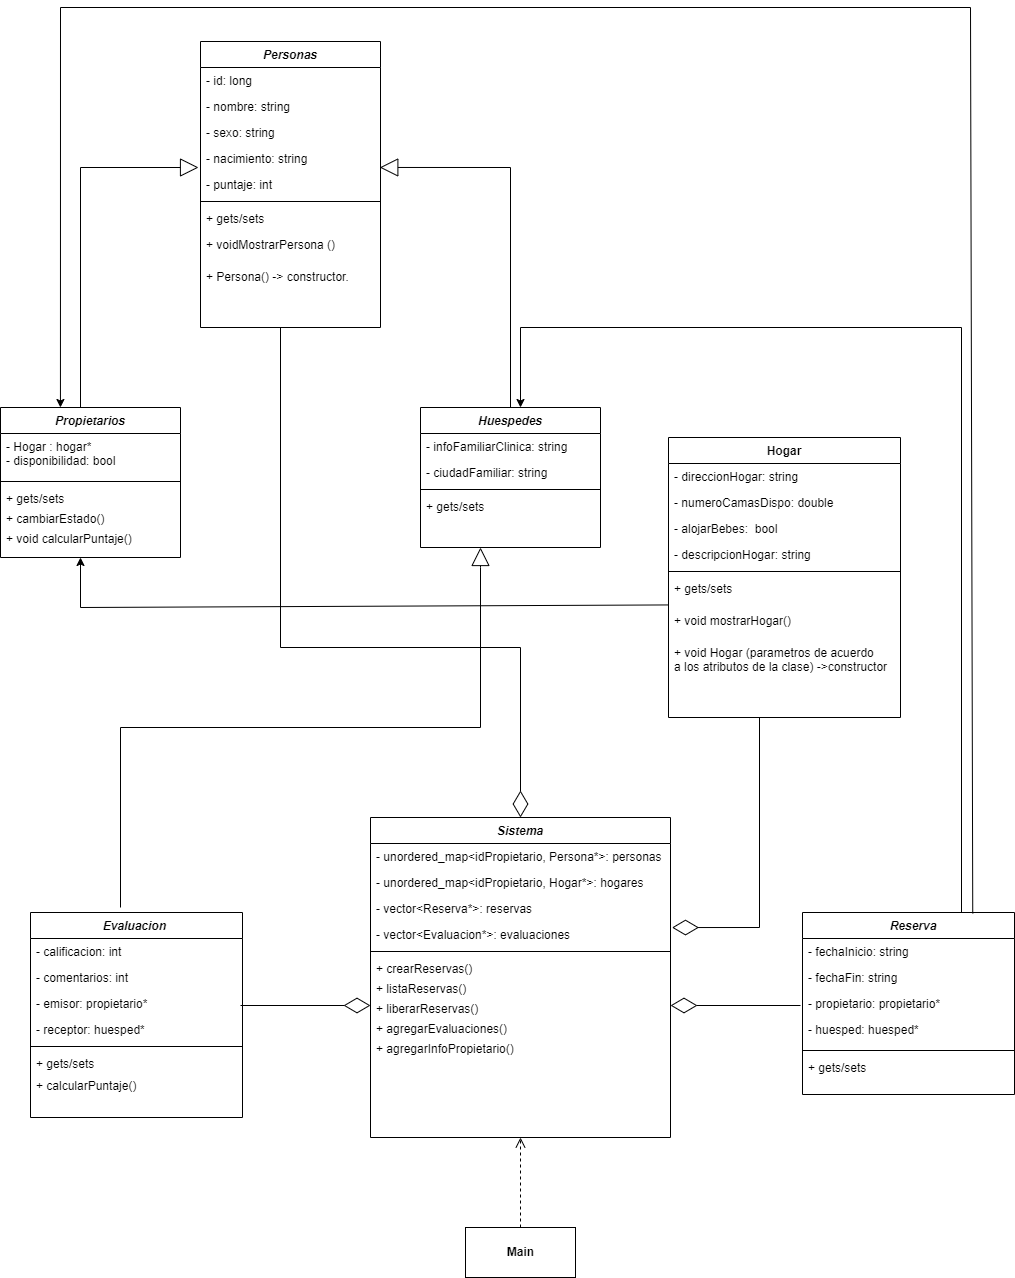 Personas
- id: long
- nombre: string
- sexo: string
- nacimiento: string
- puntaje: int
+ gets/sets
+ voidMostrarPersona ()
+ Persona() -> constructor.
Propietarios
- Hogar : hogar*
- disponibilidad: bool
+ gets/sets
+ cambiarEstado()
+ void calcularPuntaje()
Huespedes
- infoFamiliarClinica: string
- ciudadFamiliar: string
+ gets/sets
Hogar
- direccionHogar: string
- numeroCamasDispo: double
- alojarBebes:  bool
- descripcionHogar: string
+ gets/sets
+ void mostrarHogar()
+ void Hogar (parametros de acuerdo
a los atributos de la clase) ->constructor
Sistema
- unordered_map<idPropietario, Persona*>: personas
- unordered_map<idPropietario, Hogar*>: hogares
- vector<Reserva*>: reservas
- vector<Evaluacion*>: evaluaciones
+ crearReservas()
+ listaReservas()
+ liberarReservas()
+ agregarEvaluaciones()
+ agregarInfoPropietario()
Evaluacion
- calificacion: int
- comentarios: int
- emisor: propietario*
- receptor: huesped*
+ gets/sets
+ calcularPuntaje()
Reserva
- fechaInicio: string
- fechaFin: string
- propietario: propietario*
- huesped: huesped*
+ gets/sets
Main